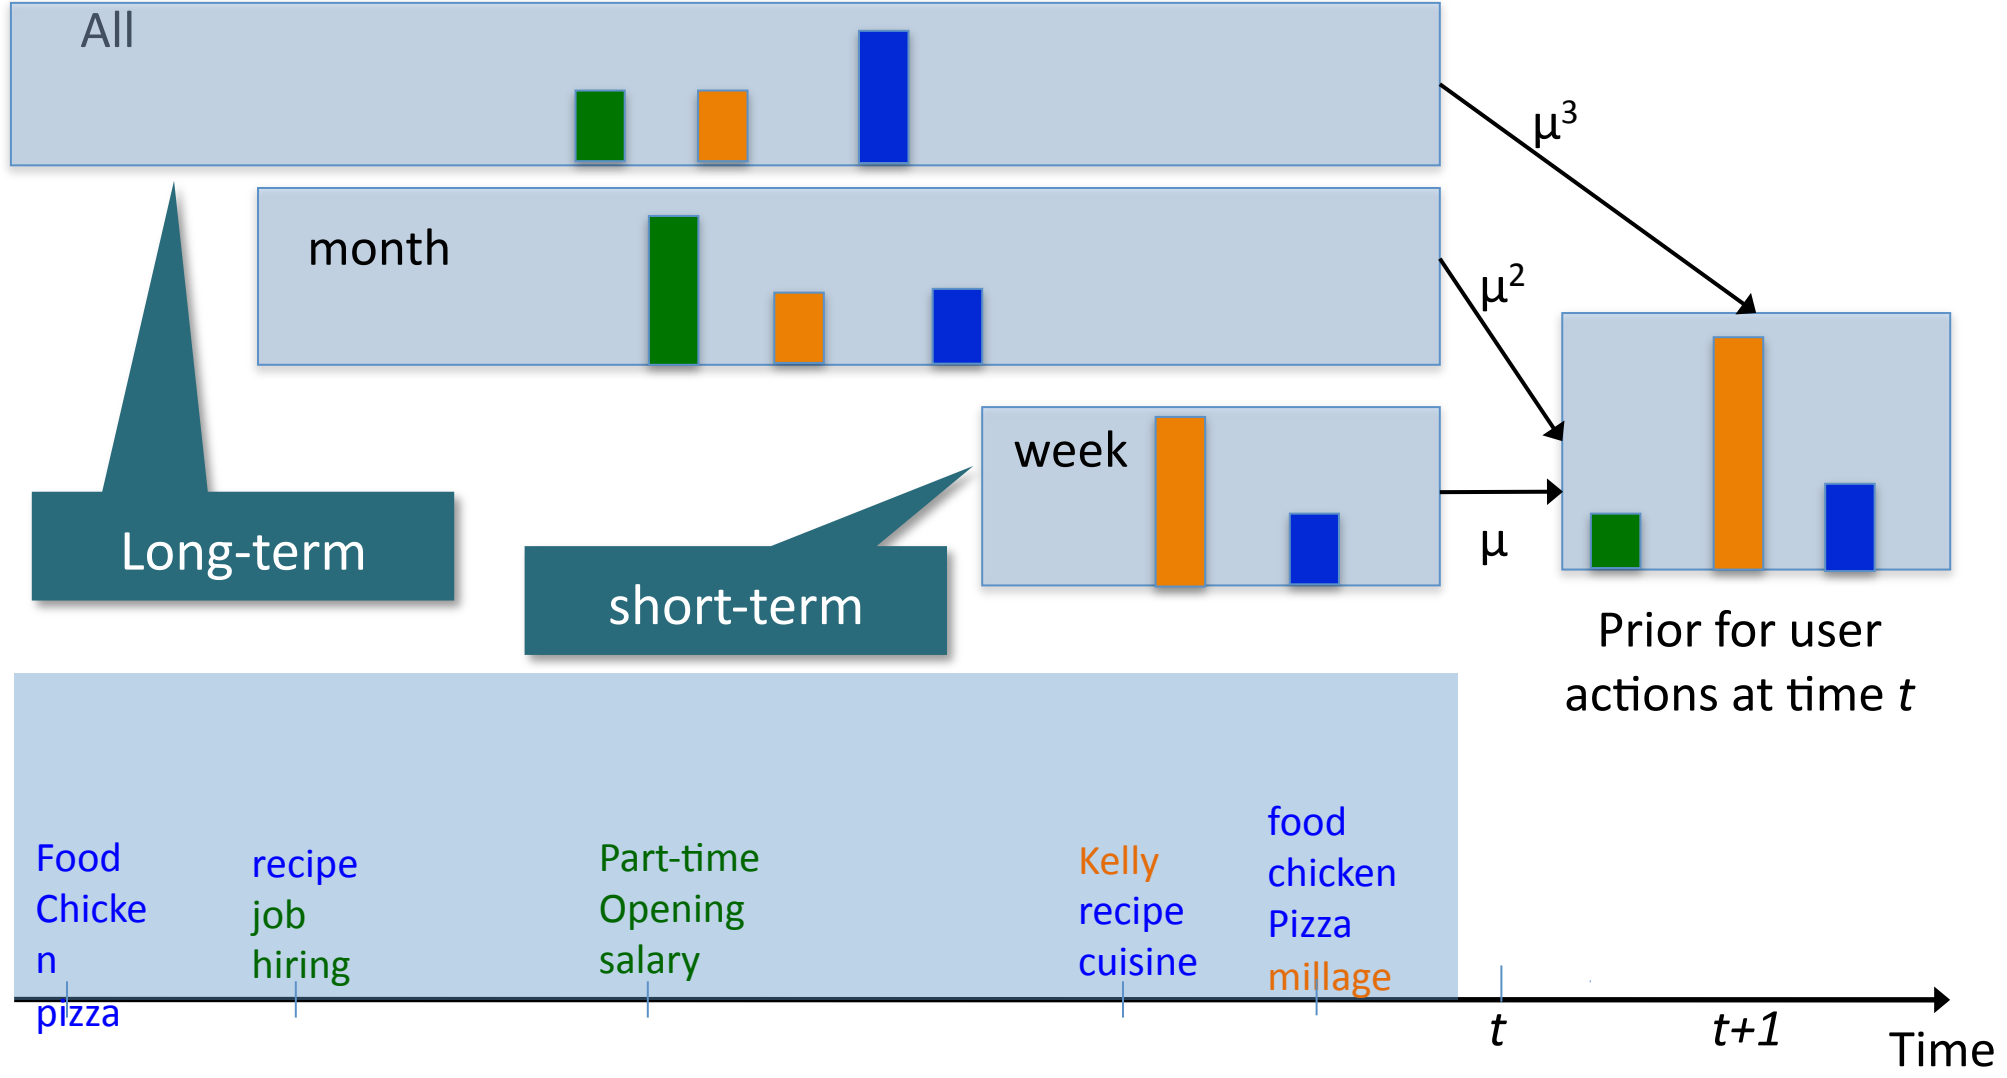 All
μ³
month
μ²
week
μ
Long-term
short-term
Prior for user
actions at time t
Food
Chicke
n
pizza
recipe
job
hiring
Part-time
Opening
salary
Kelly
recipe
cuisine
food
chicken
Pizza
millage
t
t+1
Time